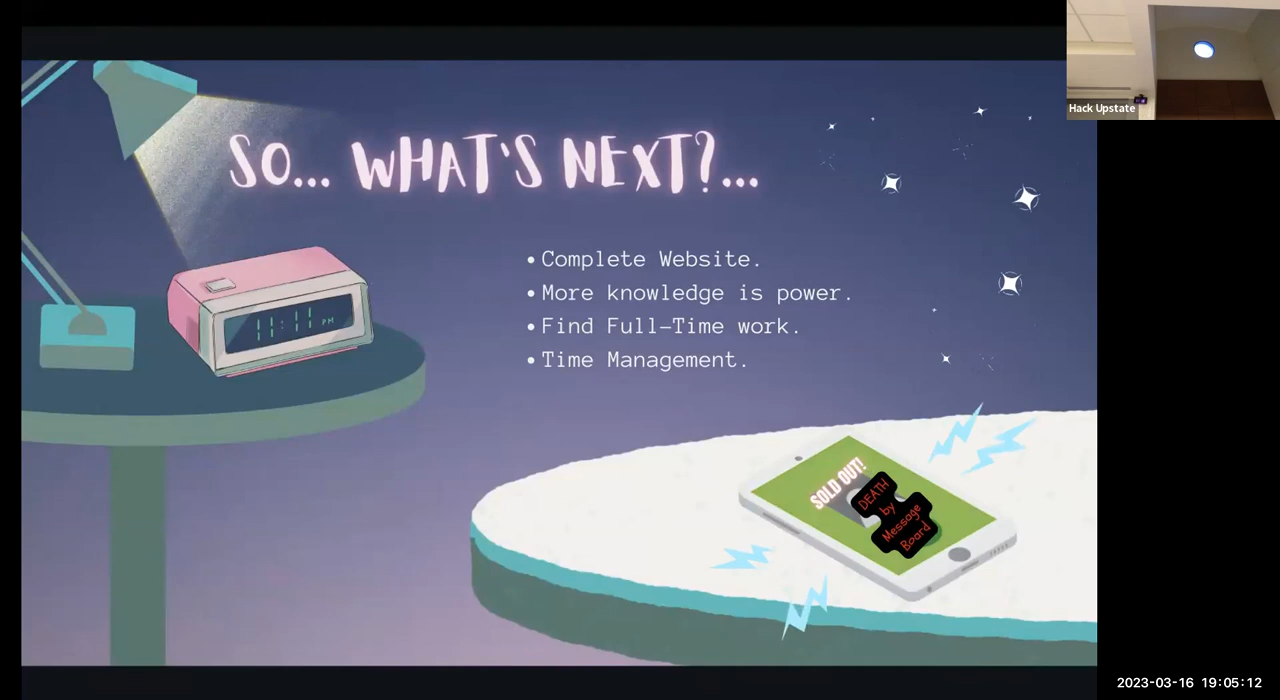 Hack Upstate
SO... WHAT'S NEXT?...
• Complete Website.
• More knowledge is power.
• Find Full-Time work.
• Time Management.
11:11 PM
SOLD OUT!
DEATH
by
Message
Board
2023-03-16 19:05:12